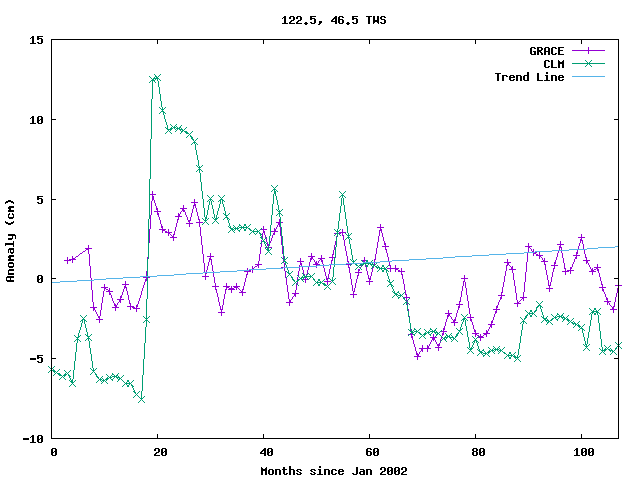 122.5, 46.5 TWS
GRACE
CLM
Trend Line
15
10
5
0
-5
-10
Anomaly (cm)
0 20 40 60 80 100
Months since Jan 2002